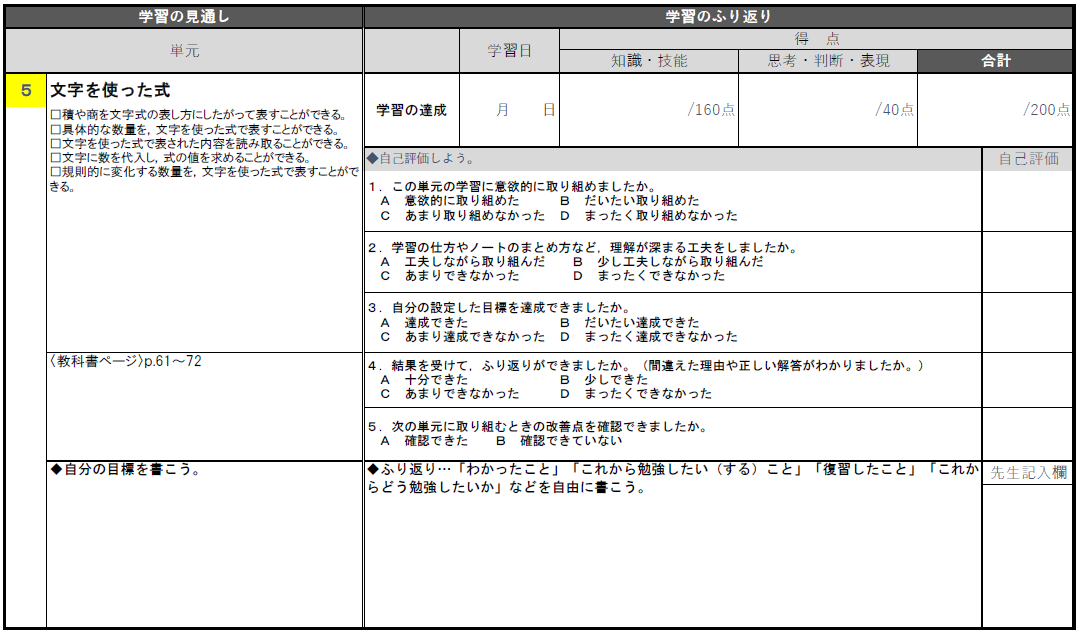 学習の見通し
学習のふり返り
単元
学習日
得 点
知識・技能
思考・判断・表現
合計
5
文字を使った式
□積や商を文字式の表し方にしたがって表すことができる。
□具体的な数量を，文字を使った式で表すことができる。
□文字を使った式で表された内容を読み取ることができる。
□文字に数を代入し，式の値を求めることができる。
□規則的に変化する数量を，文字を使った式で表すことがで
きる。
〈教科書ページ〉p.61～72
◆自分の目標を書こう。
学習の達成
月 日
/160点
/40点
/200点
◆自己評価しよう。
自己評価
１．この単元の学習に意欲的に取り組めましたか。
Ａ 意欲的に取り組めた Ｂ だいたい取り組めた
Ｃ あまり取り組めなかった Ｄ まったく取り組めなかった
２．学習の仕方やノートのまとめ方など，理解が深まる工夫をしましたか。
Ａ 工夫しながら取り組んだ Ｂ 少し工夫しながら取り組んだ
Ｃ あまりできなかった Ｄ まったくできなかった
３．自分の設定した目標を達成できましたか。
Ａ 達成できた Ｂ だいたい達成できた
Ｃ あまり達成できなかった Ｄ まったく達成できなかった
４．結果を受けて，ふり返りができましたか。（間違えた理由や正しい解答がわかりましたか。）
Ａ 十分できた Ｂ 少しできた
Ｃ あまりできなかった Ｄ まったくできなかった
５．次の単元に取り組むときの改善点を確認できましたか。
Ａ 確認できた Ｂ 確認できていない
◆ふり返り…「わかったこと」「これから勉強したい（する）こと」「復習したこと」「これか
らどう勉強したいか」などを自由に書こう。
先生記入欄